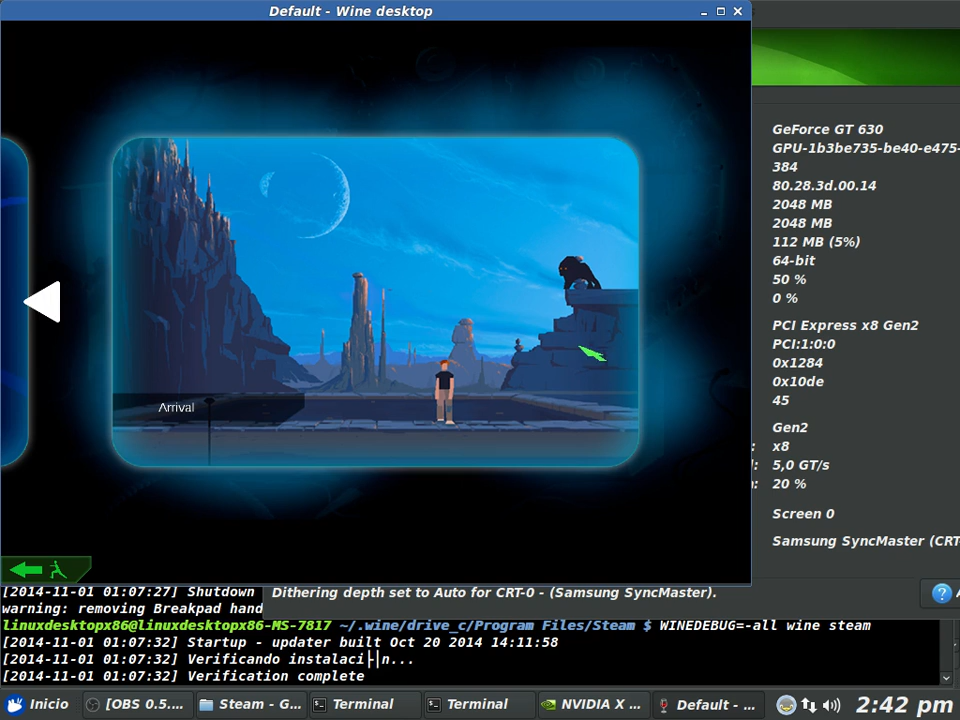 Default - Wine desktop
Arrival
GeForce GT 630
GPU-1b3be735-be40-e475-
384
80.28.3d.00.14
2048 MB
2048 MB
112 MB (5%)
64-bit
50 %
0 %
PCI Express x8 Gen2
PCI:1:0:0
0x1284
0x10de
45
Gen2
: x8
: 5,0 GT/s
: 20 %
Screen 0
Samsung SyncMaster (CRT-
[2014-11-01 01:07:27] Shutdown
Dithering depth set to Auto for CRT-0 - (Samsung SyncMaster).
warning: removing Breakpad hand
linuxdesktopx86@linuxdesktopx86-MS-7817 ~/.wine/drive_c/Program Files/Steam $ WINEDEBUG=-all wine steam
[2014-11-01 01:07:32] Startup - updater built Oct 20 2014 14:11:58
[2014-11-01 01:07:32] Verificando instalaci├│n...
[2014-11-01 01:07:32] Verification complete
Inicio [OBS 0.5.... Steam - G... Terminal Terminal NVIDIA X ... Default - ... 2:42 pm